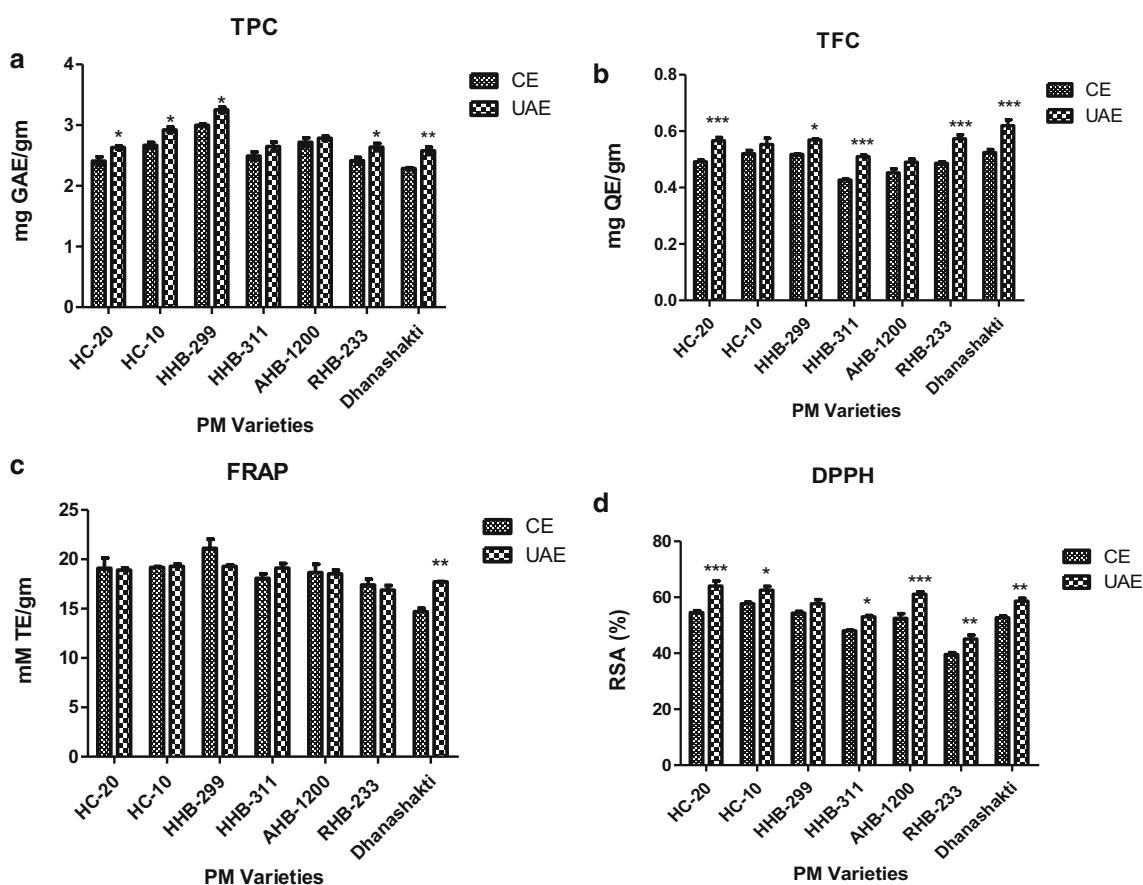 a
TPC
mg GAE/gm
4
3
2
1
0
CE
UAE
* * * * **
HC-20 HC-10 HHB-299 HHB-311 AHB-1200 RHB-233 Dhanashakti
PM Varieties
b
TFC
mg QE/gm
0.8
0.6
0.4
0.2
0.0
CE
UAE
*** * *** *** ***
HC-20 HC-10 HHB-299 HHB-311 AHB-1200 RHB-233 Dhanashakti
PM Varieties
c
FRAP
mM TE/gm
25
20
15
10
5
0
CE
UAE
**
HC-20 HC-10 HHB-299 HHB-311 AHB-1200 RHB-233 Dhanashakti
PM Varieties
d
DPPH
RSA (%)
80
60
40
20
0
CE
UAE
*** * * *** ** **
HC-20 HC-10 HHB-299 HHB-311 AHB-1200 RHB-233 Dhanashakti
PM Varieties